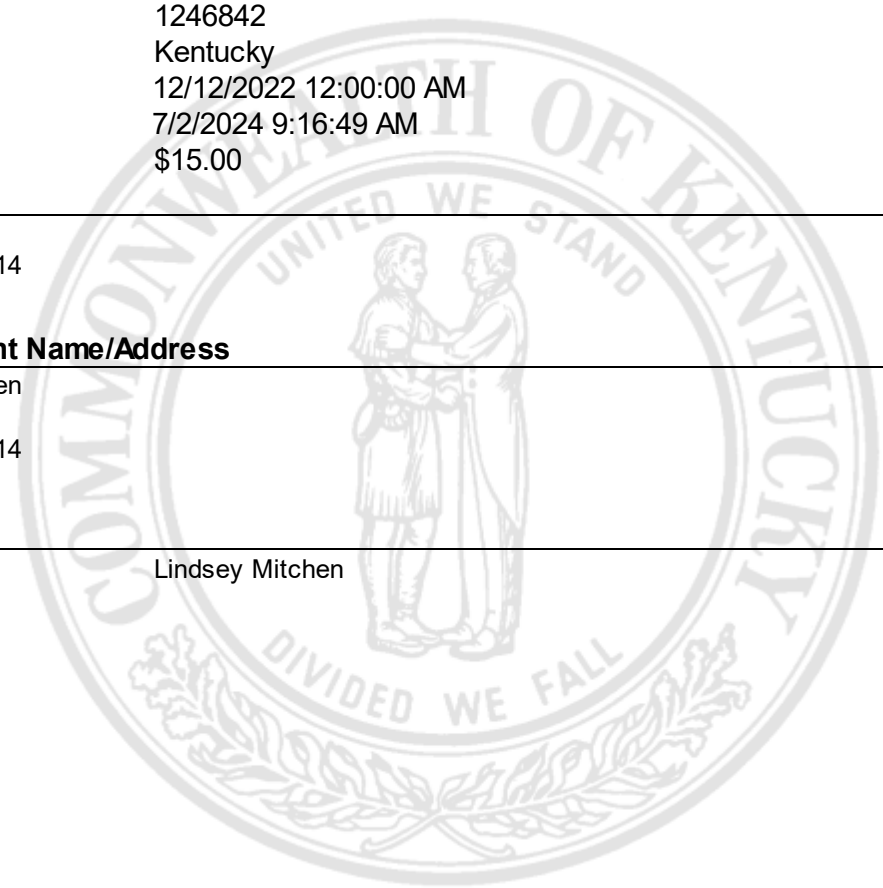 1246842
Kentucky
12/12/2022 12:00:00 AM
7/2/2024 9:16:49 AM
$15.00
COMMONWEALTH OF KENTUCKY
UNITED WE STAND
14
nt Name/Address
en
14
Lindsey Mitchen
DIVIDED WE FALL